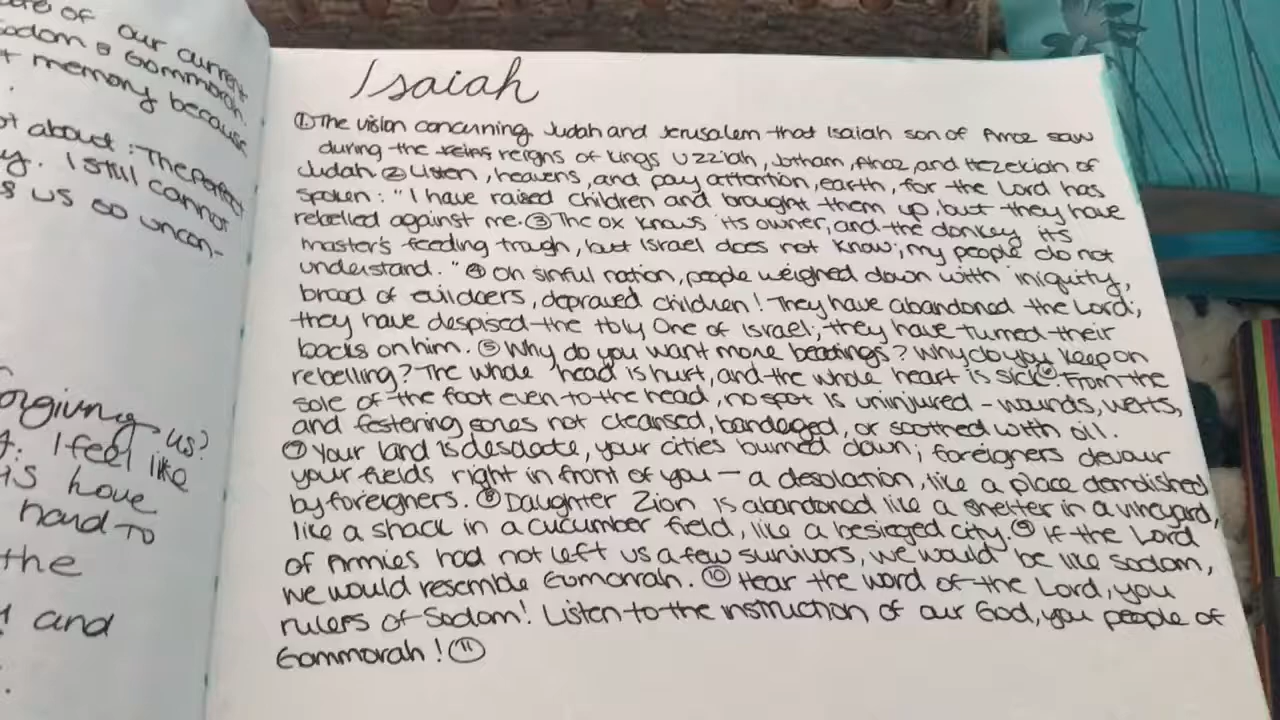 of our current
Sodom & Gommorah.
memory because
about: The perfect
y. I still cannot
s us so uncon-
orgiving us?
I feel like
is have
hard to
the
and
Isaiah
① The vision concerning Judah and Jerusalem that Isaiah son of Amoz saw
during the reins reigns of Kings Uzziah, Jotham, Ahaz, and Hezekiah of
Judah. ② Listen, heavens, and pay attention, earth, for the Lord has
spoken: "I have raised children and brought them up, but they have
rebelled against me. ③ The ox knows its owner, and the donkey its
master's feeding trough, but Israel does not know; my people do not
understand." ④ Oh sinful nation, people weighed down with iniquity,
brood of evildoers, depraved children! They have abandoned the Lord;
they have despised the Holy One of Israel; they have turned their
backs on him. ⑤ Why do you want more beatings? Why do you keep on
rebelling? The whole head is hurt, and the whole heart is sick. ⑥ From the
sole of the foot even to the head, no spot is uninjured - wounds, welts,
and festering sores not cleansed, bandaged, or soothed with oil.
⑦ Your land is desolate, your cities burned down; foreigners devour
your fields right in front of you — a desolation, like a place demolished
by foreigners. ⑧ Daughter Zion is abandoned like a shelter in a vineyard,
like a shack in a cucumber field, like a besieged city. ⑨ If the Lord
of Armies had not left us a few survivors, we would be like Sodom,
we would resemble Gomorrah. ⑩ Hear the word of the Lord, you
rulers of Sodom! Listen to the instruction of our God, you people of
Gommorah! ⑪